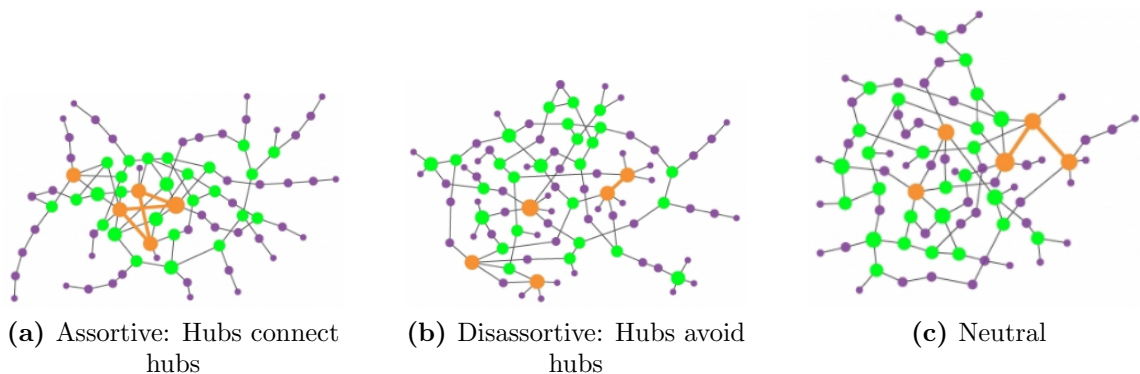 (a) Assortive: Hubs connect
hubs
(b) Disassortive: Hubs avoid
hubs
(c) Neutral